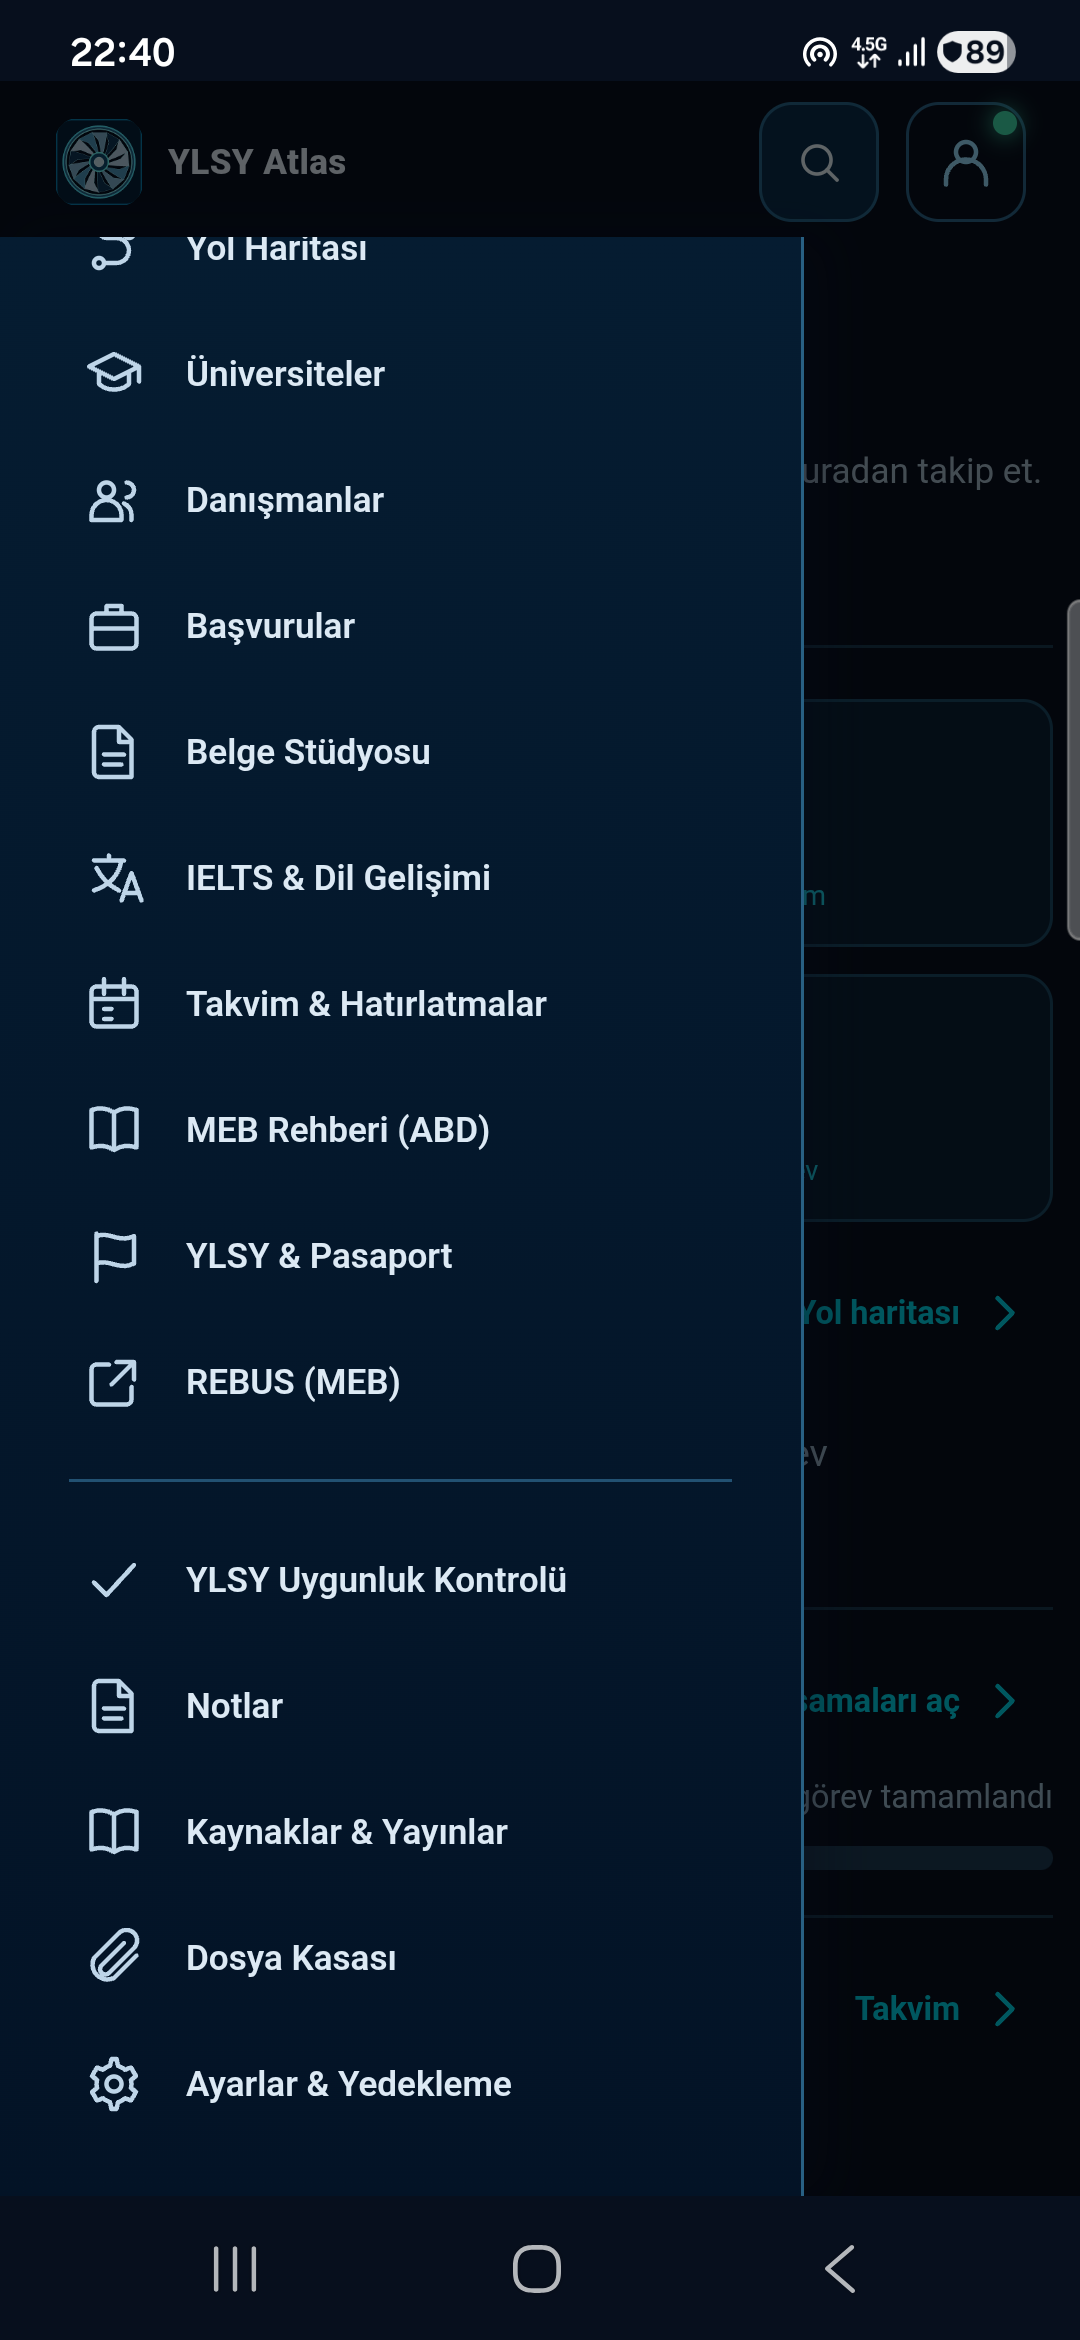 22:40
4.5G
89
YLSY Atlas
Yol Haritası
Üniversiteler
uradan takip et.
Danışmanlar
Başvurular
Belge Stüdyosu
IELTS & Dil Gelişimi
m
Takvim & Hatırlatmalar
MEB Rehberi (ABD)
YLSY & Pasaport
Yol haritası
REBUS (MEB)
ev
YLSY Uygunluk Kontrolü
Notlar
samaları aç
görev tamamlandı
Kaynaklar & Yayınlar
Dosya Kasası
Takvim
Ayarlar & Yedekleme